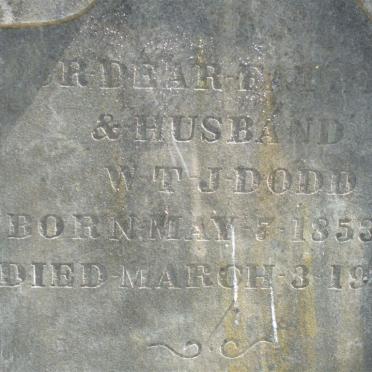 DEAR
& HUSBAND
W-T-J-DODD
BORN MAY-5-1853
DIED-MARCH-3-19